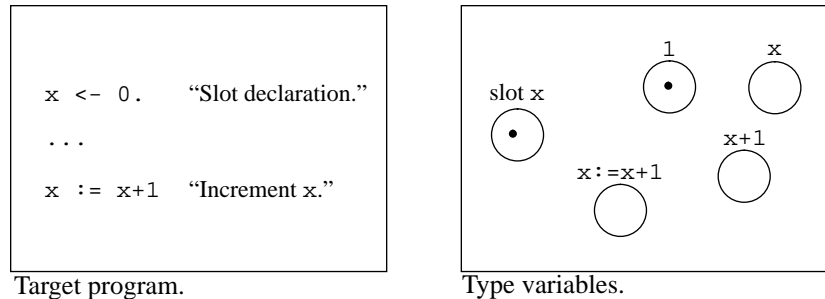 x <- 0. “Slot declaration.”
...
x := x+1 “Increment x.”
Target program.
1
x
slot x
x+1
x:=x+1
Type variables.